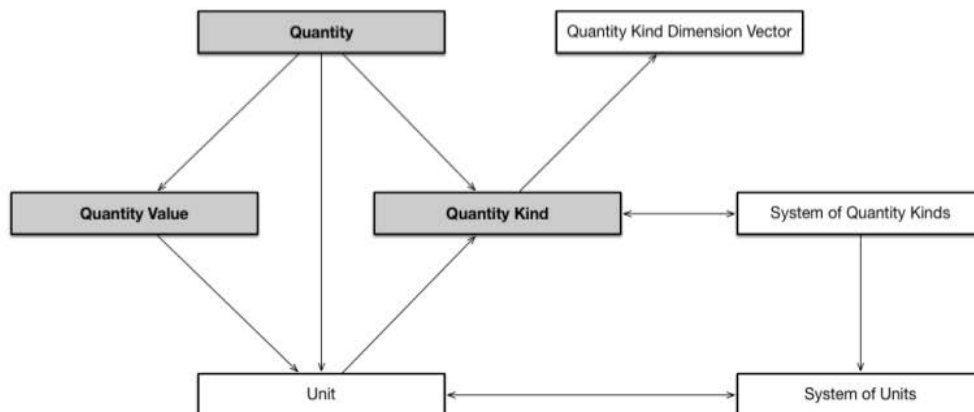 Quantity
Quantity Kind Dimension Vector
Quantity Value
Quantity Kind
System of Quantity Kinds
Unit
System of Units